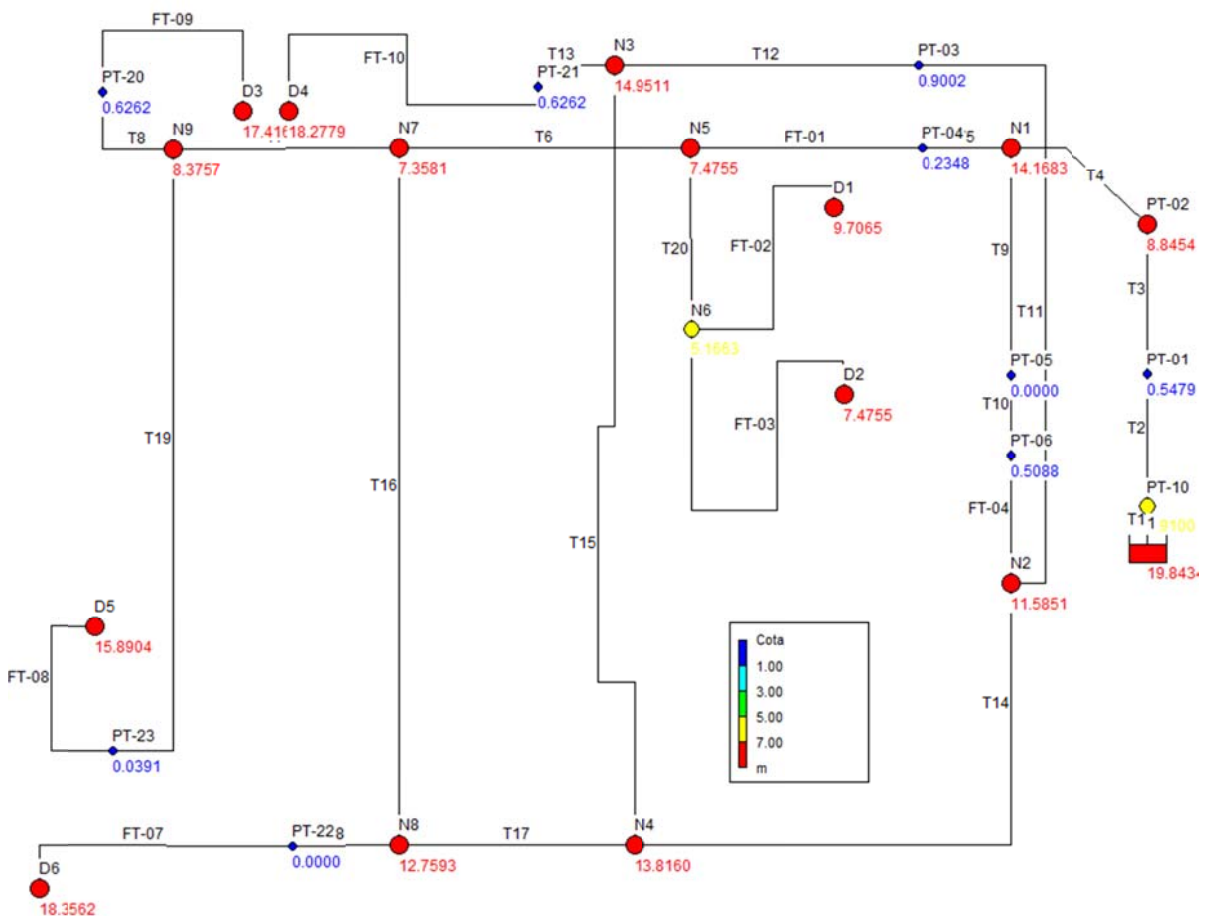 FT-09
N3
T13
T12
PT-03
FT-10
PT-21
PT-20
D3
D4
14.9511
0.9002
0.6262
0.6262
18.2779
T8
N9
N7
T6
N5
FT-01
PT-04
N1
8.3757
7.3581
7.4755
0.2348
14.1683
T4
D1
PT-02
9.7065
8.8454
T20
FT-02
T9
T3
N6
T11
D2
PT-05
PT-01
0.0000
0.5479
7.4755
T10
FT-03
T2
T19
PT-06
0.5088
T16
PT-10
FT-04
T15
T1
N2
19.8434
11.5851
D5
15.8904
Cota
1.00
3.00
5.00
7.00
m
FT-08
T14
PT-23
0.0391
FT-07
PT-22
N8
T17
N4
0.0000
12.7593
13.8160
D6
18.3562